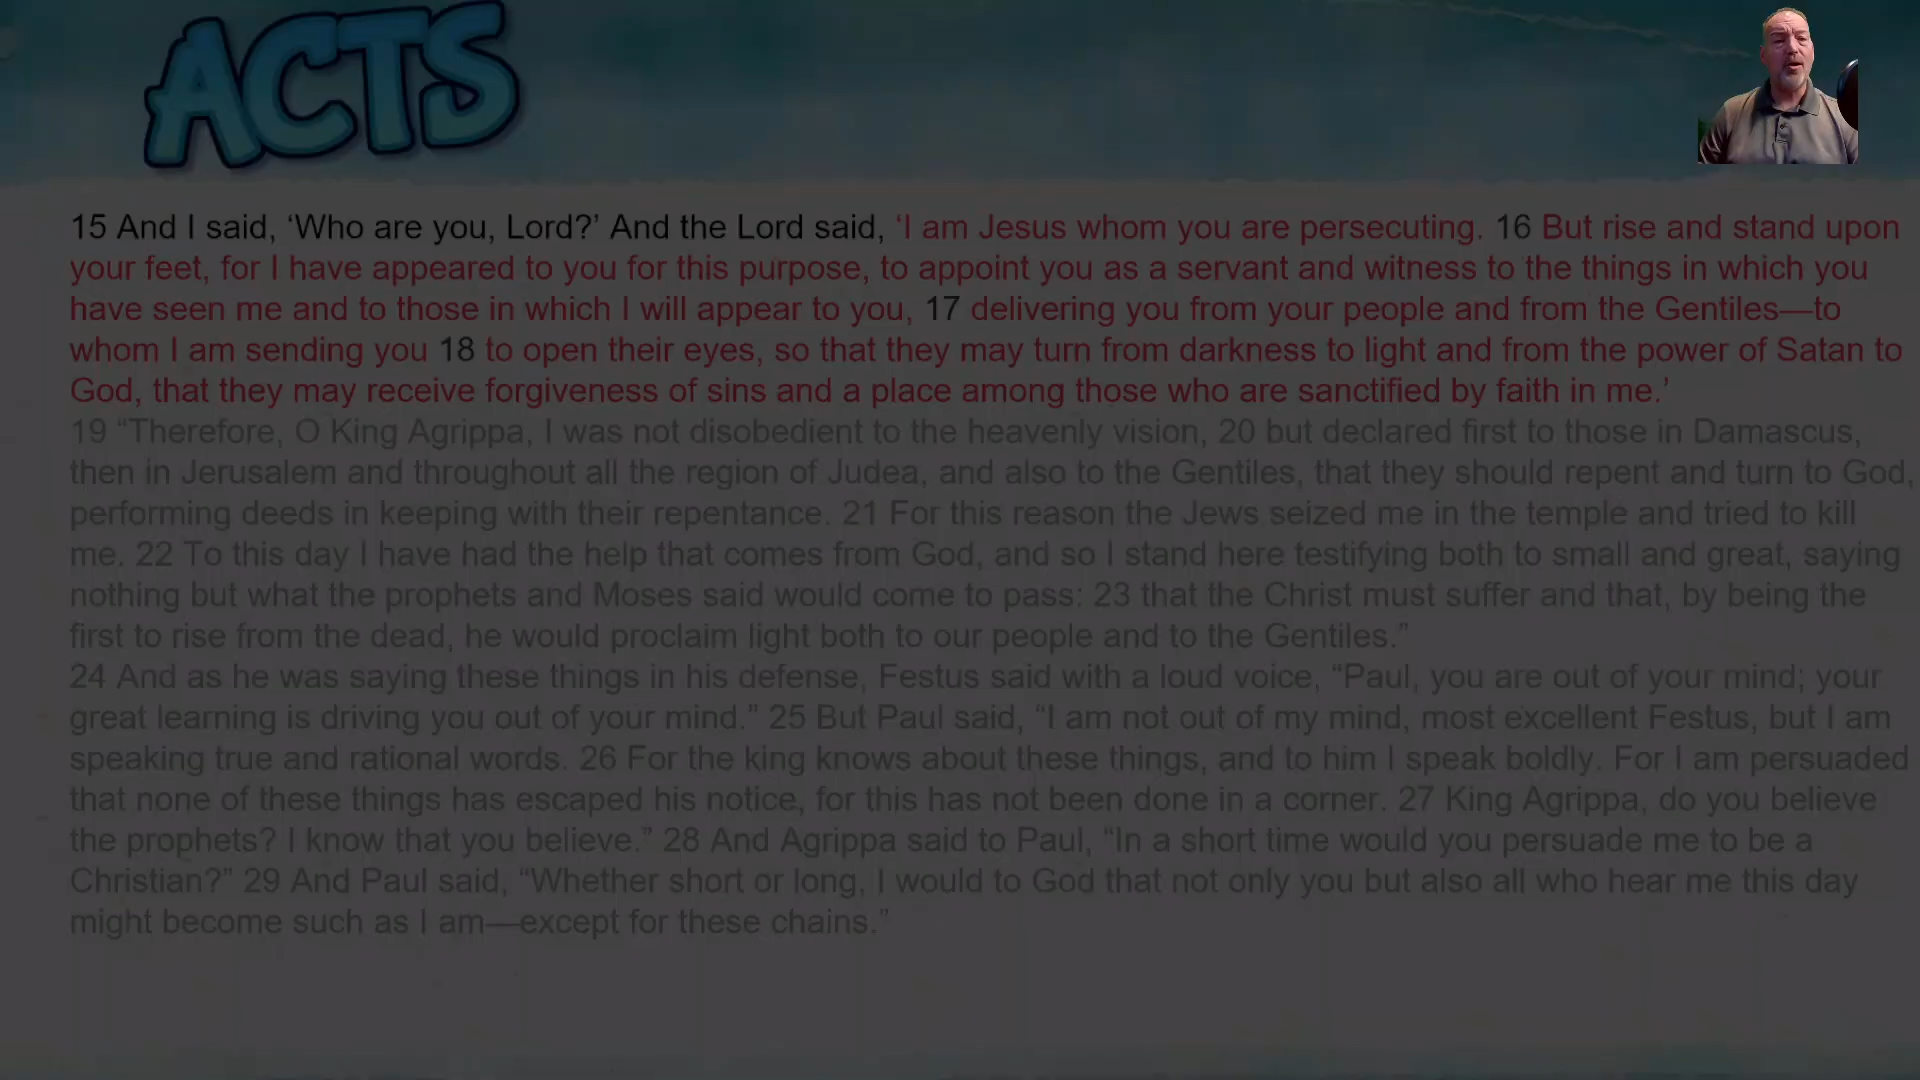 ACTS
15 And I said, ‘Who are you, Lord?’ And the Lord said, ‘I am Jesus whom you are persecuting. 16 But rise and stand upon
your feet, for I have appeared to you for this purpose, to appoint you as a servant and witness to the things in which you
have seen me and to those in which I will appear to you, 17 delivering you from your people and from the Gentiles—to
whom I am sending you 18 to open their eyes, so that they may turn from darkness to light and from the power of Satan to
God, that they may receive forgiveness of sins and a place among those who are sanctified by faith in me.’
19 “Therefore, O King Agrippa, I was not disobedient to the heavenly vision, 20 but declared first to those in Damascus,
then in Jerusalem and throughout all the region of Judea, and also to the Gentiles, that they should repent and turn to God,
performing deeds in keeping with their repentance. 21 For this reason the Jews seized me in the temple and tried to kill
me. 22 To this day I have had the help that comes from God, and so I stand here testifying both to small and great, saying
nothing but what the prophets and Moses said would come to pass: 23 that the Christ must suffer and that, by being the
first to rise from the dead, he would proclaim light both to our people and to the Gentiles.”
24 And as he was saying these things in his defense, Festus said with a loud voice, “Paul, you are out of your mind; your
great learning is driving you out of your mind.” 25 But Paul said, “I am not out of my mind, most excellent Festus, but I am
speaking true and rational words. 26 For the king knows about these things, and to him I speak boldly. For I am persuaded
that none of these things has escaped his notice, for this has not been done in a corner. 27 King Agrippa, do you believe
the prophets? I know that you believe.” 28 And Agrippa said to Paul, “In a short time would you persuade me to be a
Christian?” 29 And Paul said, “Whether short or long, I would to God that not only you but also all who hear me this day
might become such as I am—except for these chains.”